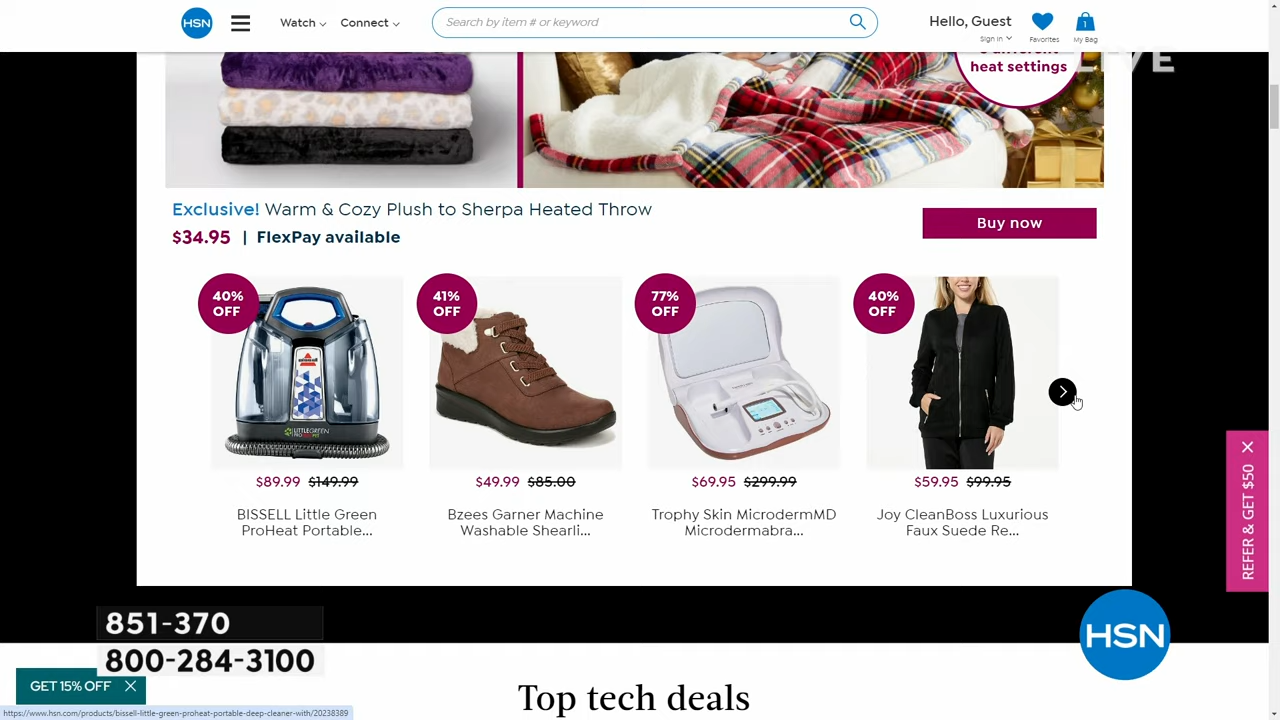 HSN
Watch
Connect
Search by item # or keyword
Hello, Guest
Sign In
Favorites
1
My Bag
different
heat settings
LIVE
Exclusive! Warm & Cozy Plush to Sherpa Heated Throw
$34.95 | FlexPay available
Buy now
40%
OFF
41%
OFF
77%
OFF
40%
OFF
BISSELL
LITTLEGREEN
$89.99 $149.99
$49.99 $85.00
$69.95 $299.99
$59.95 $99.95
BISSELL Little Green
ProHeat Portable...
Bzees Garner Machine
Washable Shearli...
Trophy Skin MicrodermMD
Microdermabra...
Joy CleanBoss Luxurious
Faux Suede Re...
REFER & GET $50
851-370
800-284-3100
HSN
GET 15% OFF
https://www.hsn.com/products/bissell-little-green-proheat-portable-deep-cleaner-with/20238389
Top tech deals